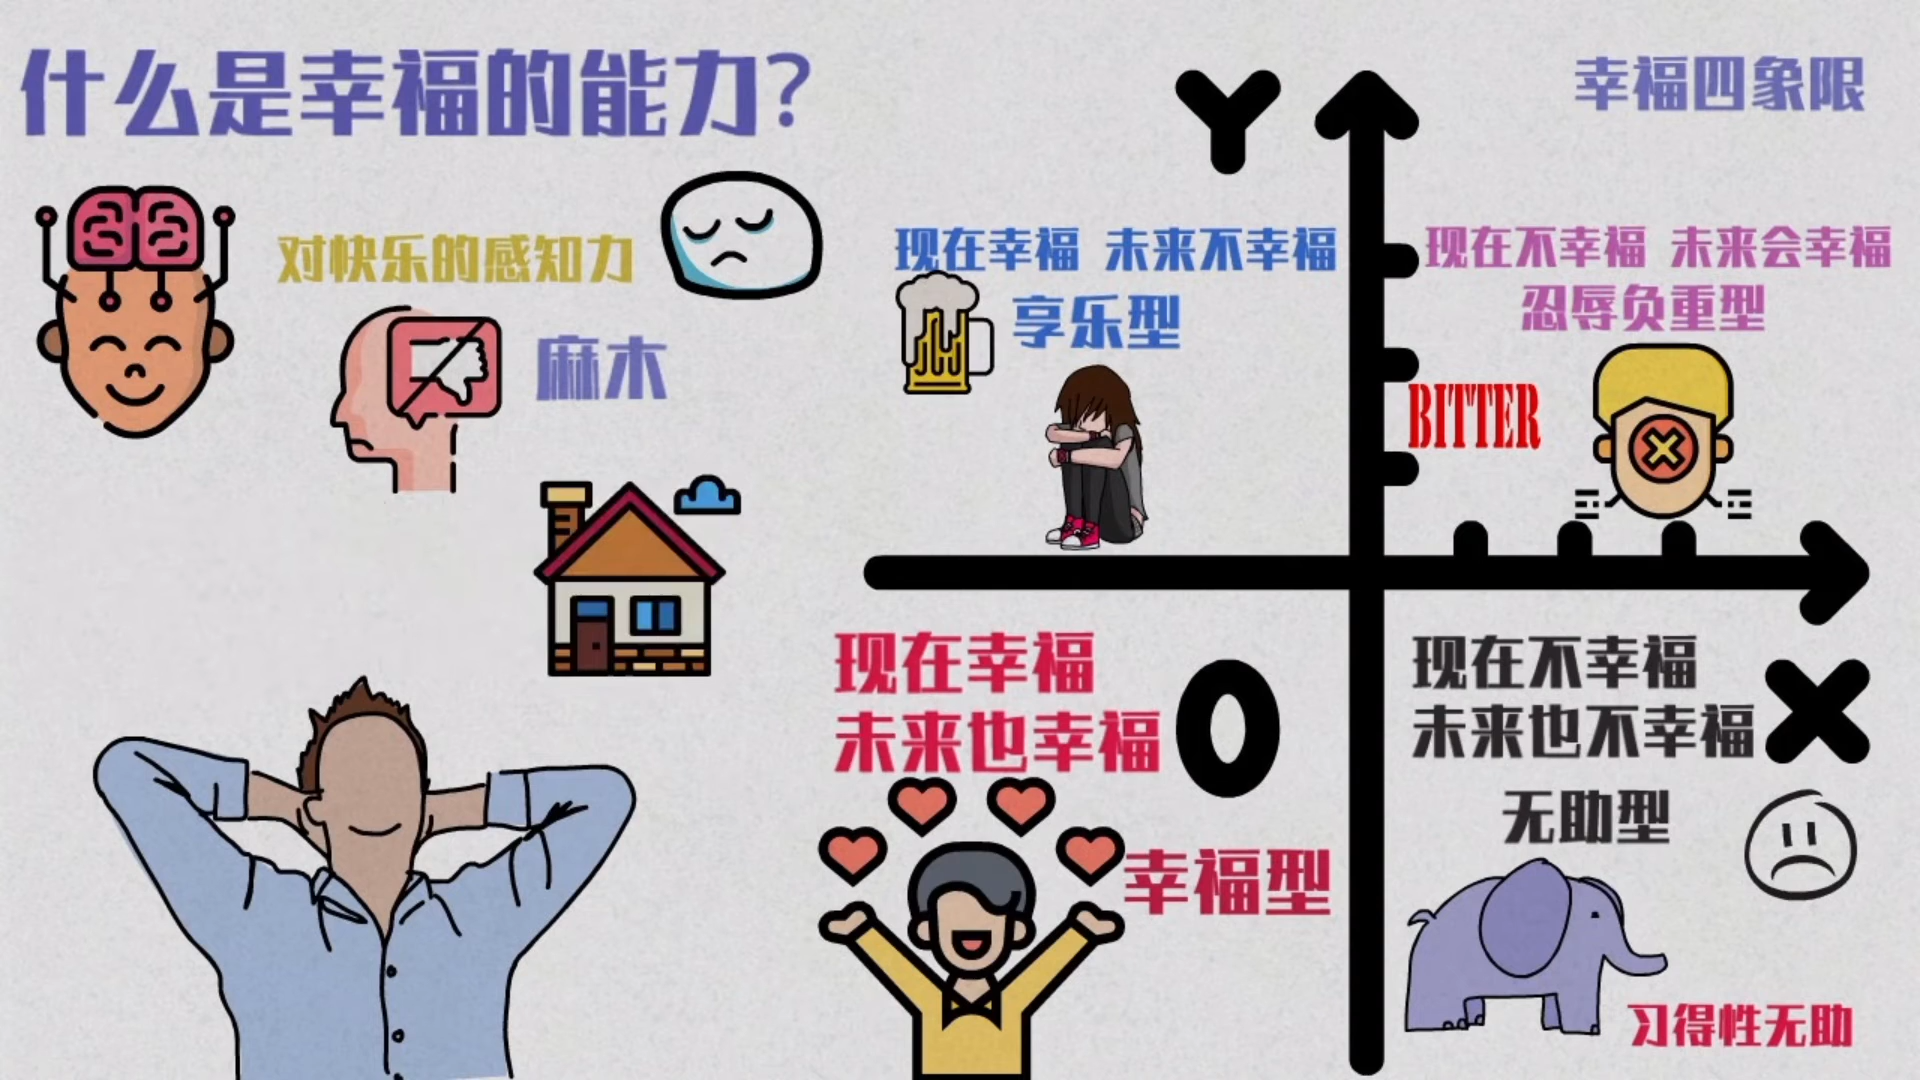 什么是幸福的能力?
对快乐的感知力
麻木
幸福四象限
Y
现在幸福 未来不幸福
享乐型
现在不幸福 未来会幸福
忍辱负重型
BITTER
现在幸福
未来也幸福
O
幸福型
现在不幸福
未来也不幸福
X
无助型
习得性无助